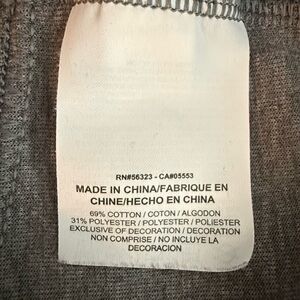 RN#56323 - CA#05553
MADE IN CHINA/FABRIQUE EN
CHINE/HECHO EN CHINA
69% COTTON / COTON / ALGODON
31% POLYESTER / POLYESTER / POLIESTER
EXCLUSIVE OF DECORATION / DECORATION
NON COMPRISE / NO INCLUYE LA
DECORACION